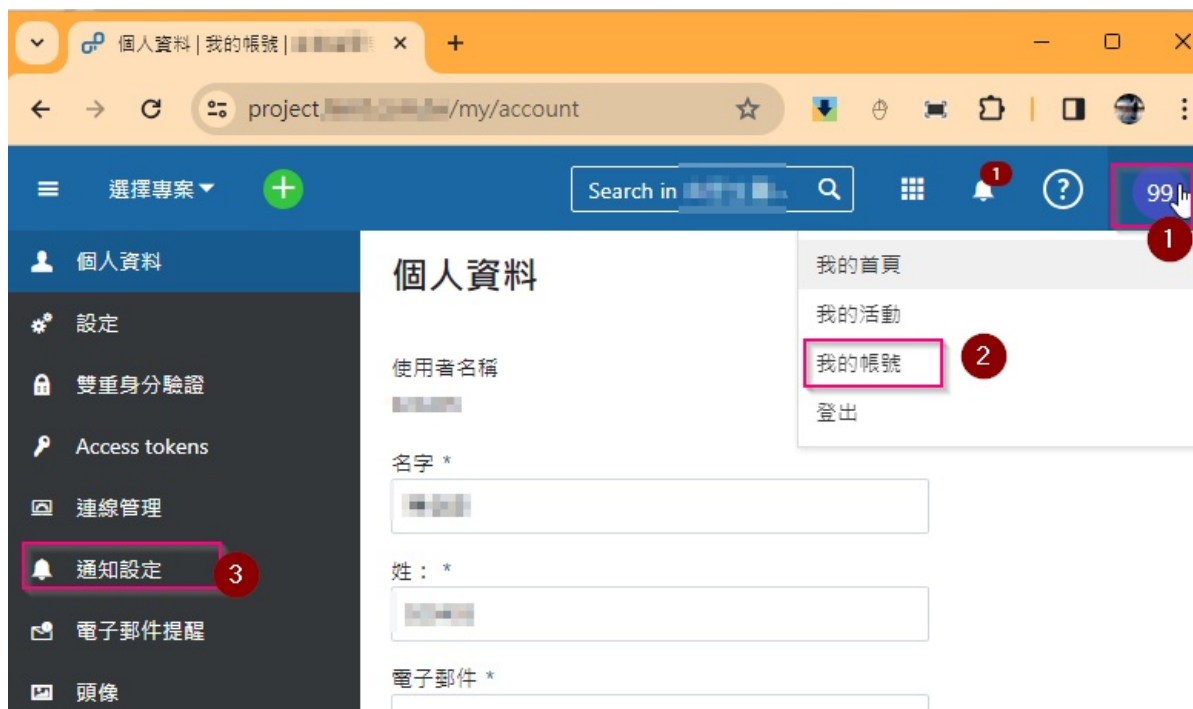 個人資料 | 我的帳號 |
project. /my/account
選擇專案
Search in
1
99
1
個人資料
設定
雙重身分驗證
Access tokens
連線管理
通知設定
3
電子郵件提醒
頭像
個人資料
使用者名稱
名字 *
姓： *
電子郵件 *
我的首頁
我的活動
我的帳號
2
登出